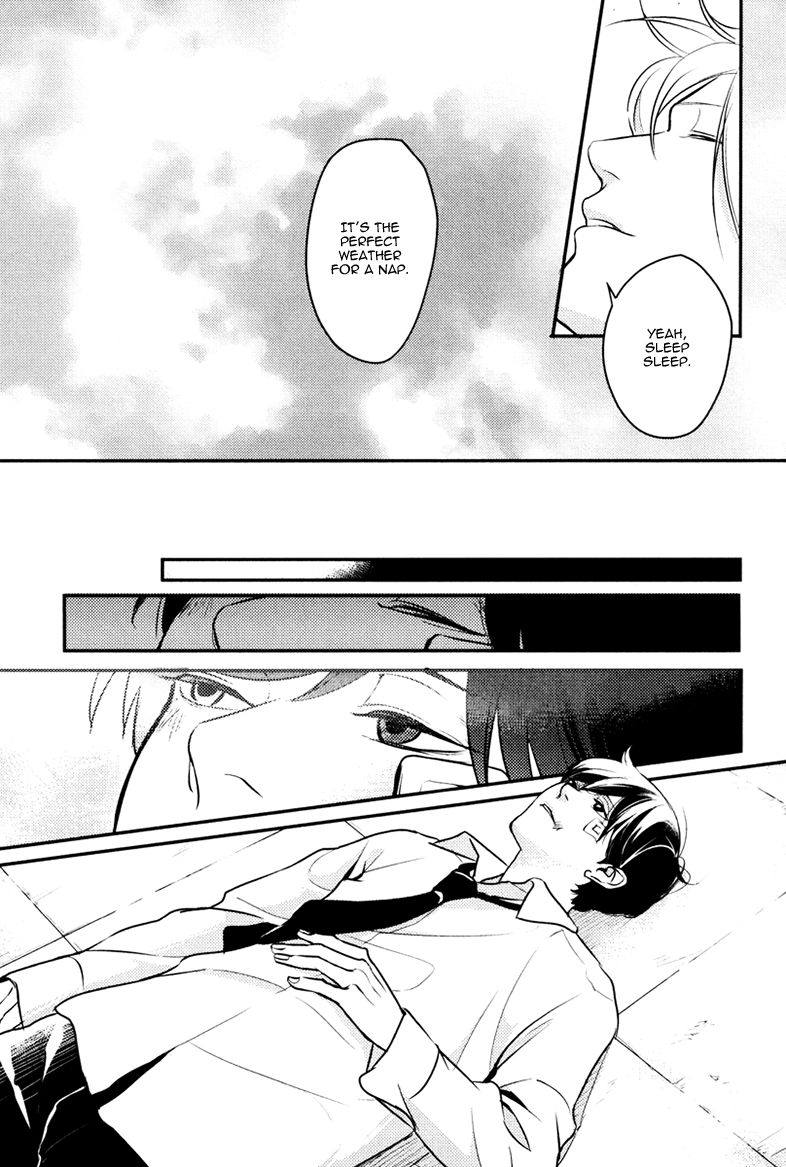 YEAH,
SLEEP
SLEEP.
IT'S THE
PERFECT
WEATHER
FOR A NAP.